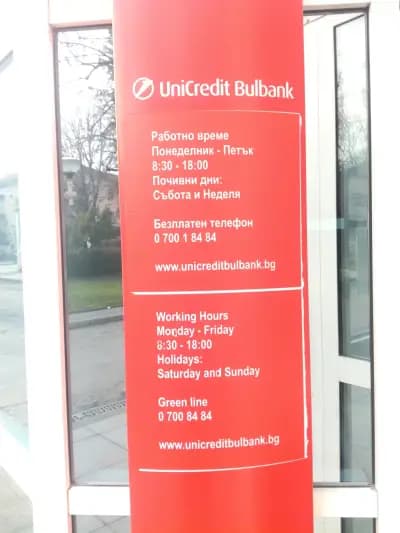 UniCredit Bulbank
Работно време
Понеделник - Петък
8:30 - 18:00
Почивни дни:
Събота и Неделя
Безплатен телефон
0 700 1 84 84
www.unicreditbulbank.bg
Working Hours
Monday - Friday
8:30 - 18:00
Holidays:
Saturday and Sunday
Green line
0 700 84 84
www.unicreditbulbank.bg